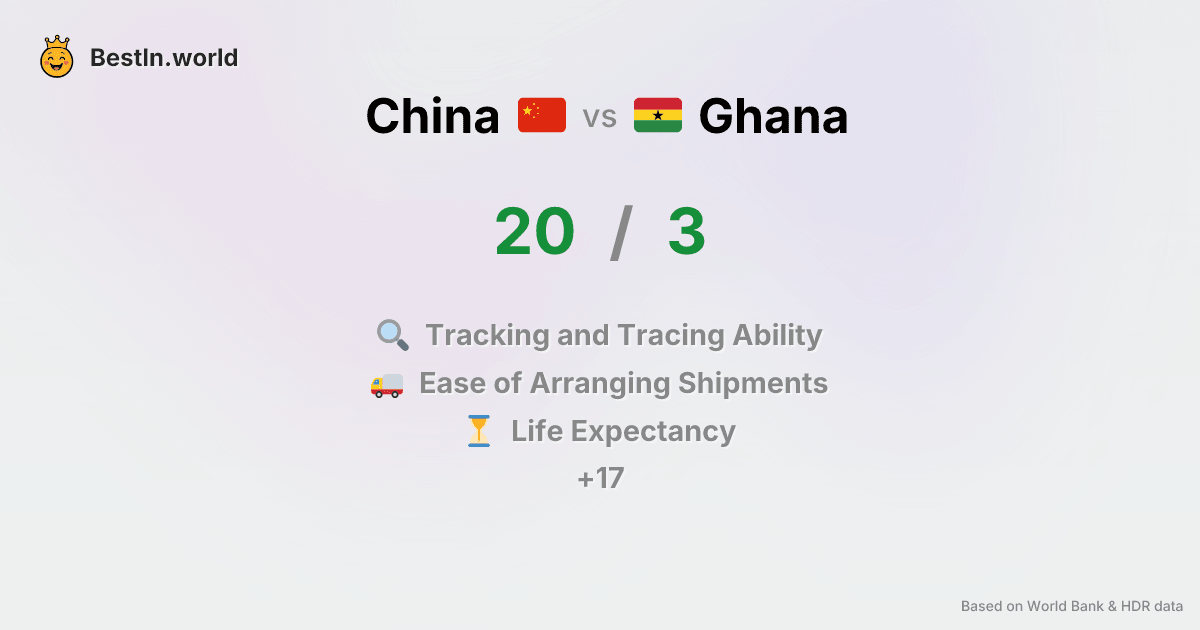 BestIn.world
China vs Ghana
20 / 3
Tracking and Tracing Ability
Ease of Arranging Shipments
Life Expectancy
+17
Based on World Bank & HDR data